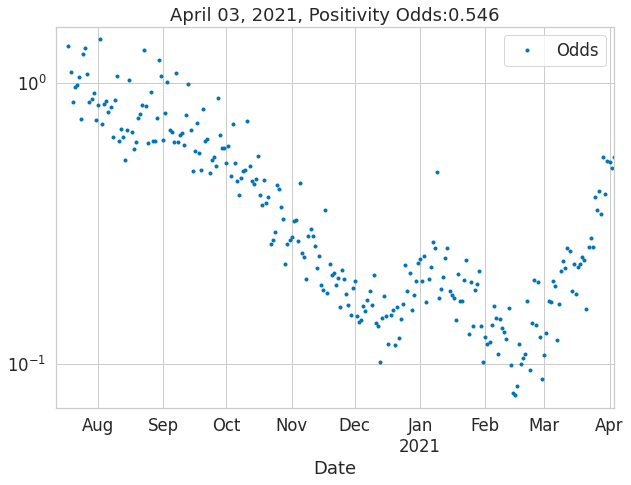 April 03, 2021, Positivity Odds:0.546
Odds
10⁰
10⁻¹
Aug Sep Oct Nov Dec Jan Feb Mar Apr
2021
Date